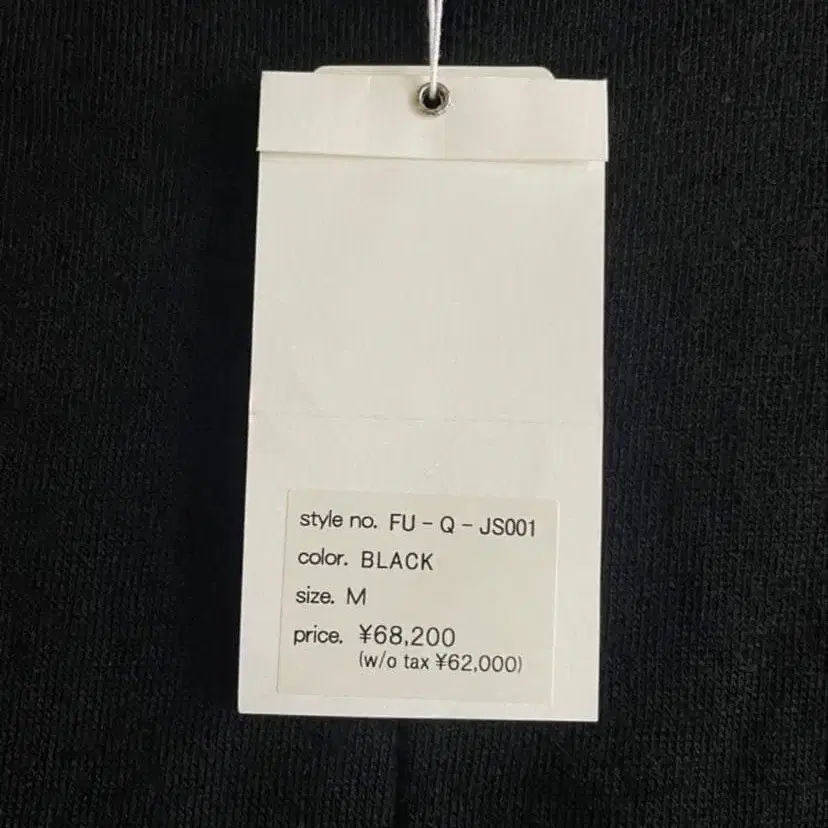 style no. FU - Q - JS001
color. BLACK
size. M
price. ¥68,200
(w/o tax ¥62,000)